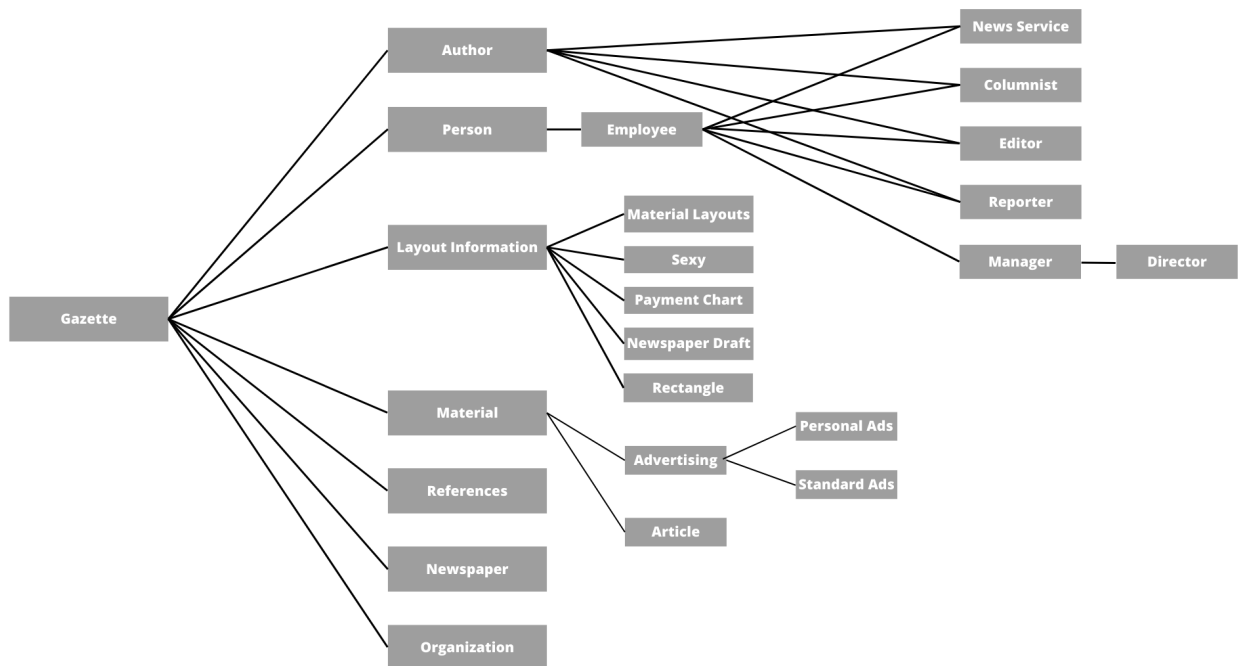 Gazette
Author
Person
Employee
News Service
Columnist
Editor
Reporter
Manager
Director
Layout Information
Material Layouts
Sexy
Payment Chart
Newspaper Draft
Rectangle
Material
Advertising
Personal Ads
Standard Ads
Article
References
Newspaper
Organization